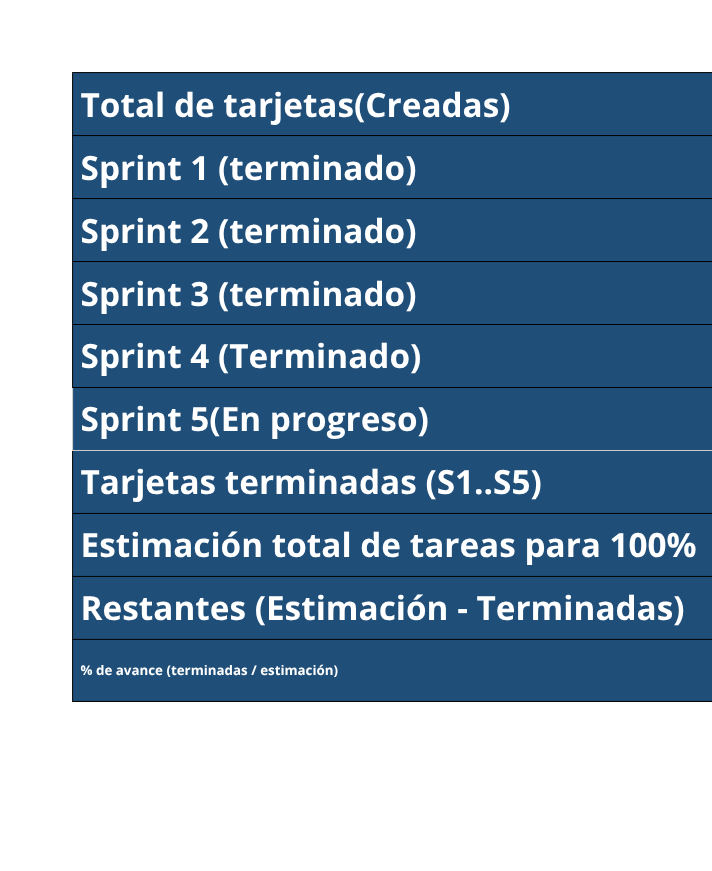 Total de tarjetas(Creadas)
Sprint 1 (terminado)
Sprint 2 (terminado)
Sprint 3 (terminado)
Sprint 4 (Terminado)
Sprint 5(En progreso)
Tarjetas terminadas (S1..S5)
Estimación total de tareas para 100%
Restantes (Estimación - Terminadas)
% de avance (terminadas / estimación)